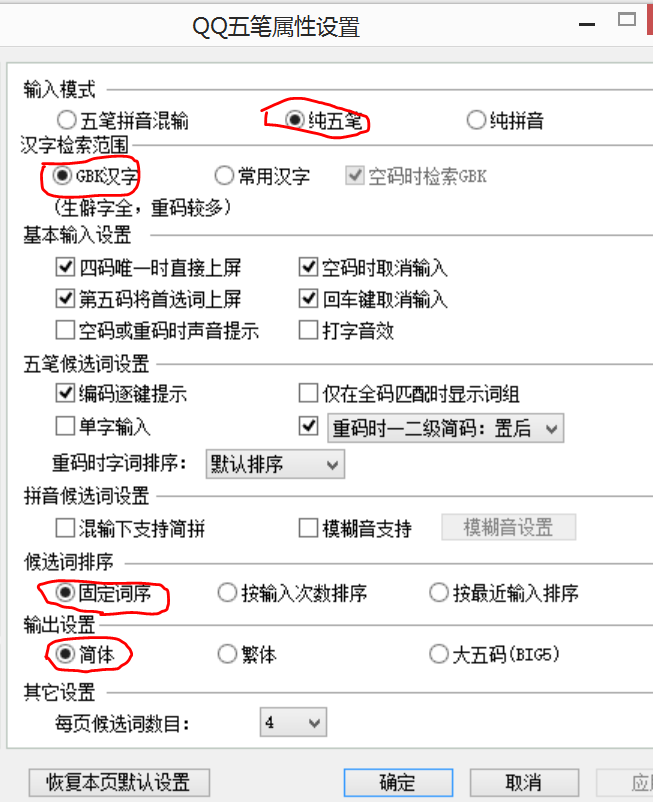 QQ五笔属性设置
输入模式
五笔拼音混输 纯五笔 纯拼音
汉字检索范围
GBK汉字 常用汉字 空码时检索GBK
(生僻字全，重码较多)
基本输入设置
四码唯一时直接上屏 空码时取消输入
第五码将首选词上屏 回车键取消输入
空码或重码时声音提示 打字音效
五笔候选词设置
编码逐键提示 仅在全码匹配时显示词组
单字输入 重码时一二级简码：置后
重码时字词排序： 默认排序
拼音候选词设置
混输下支持简拼 模糊音支持 模糊音设置
候选词排序
固定词序 按输入次数排序 按最近输入排序
输出设置
简体 繁体 大五码(BIG5)
其它设置
每页候选词数目： 4
恢复本页默认设置 确定 取消